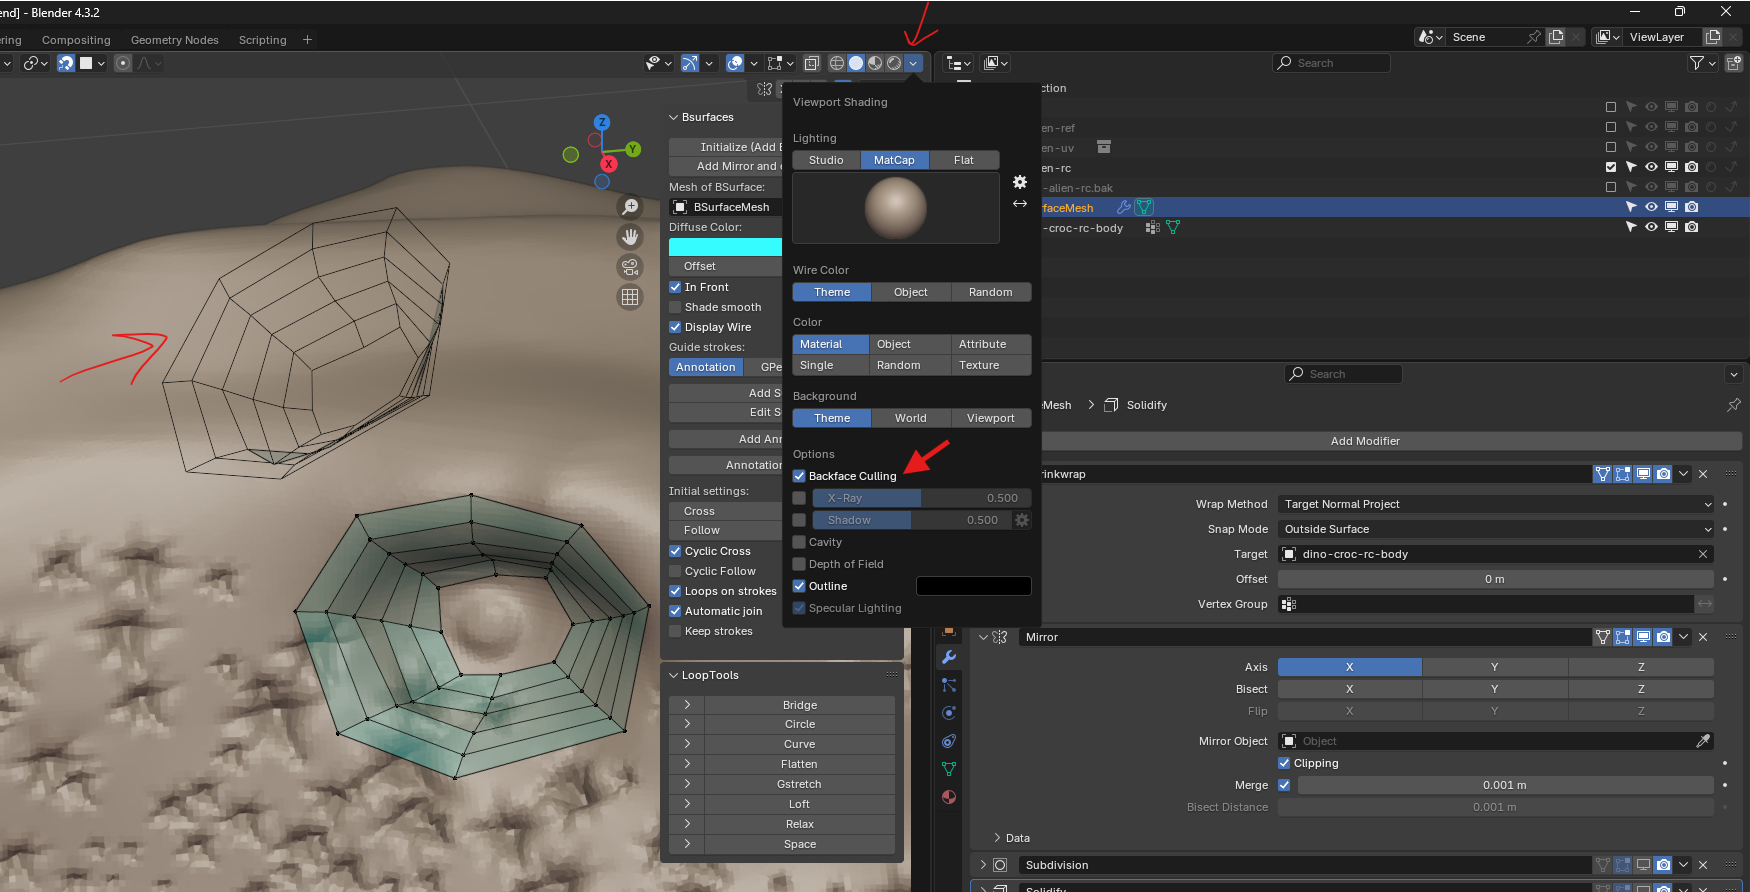 end] - Blender 4.3.2
ering Compositing Geometry Nodes Scripting +
Scene
ViewLayer
Search
Viewport Shading
Lighting
Studio MatCap Flat
Wire Color
Theme Object Random
Color
Material Object Attribute
Single Random Texture
Background
Theme World Viewport
Options
Backface Culling
X-Ray 0.500
Shadow 0.500
Cavity
Depth of Field
Outline
Specular Lighting
Z
Y
X
Bsurfaces
Initialize (Add B
Add Mirror and
Mesh of BSurface:
BSurfaceMesh
Diffuse Color:
Offset
In Front
Shade smooth
Display Wire
Guide strokes:
Annotation GPe
Add S
Edit S
Add Ann
Annotation
Initial settings:
Cross
Follow
Cyclic Cross
Cyclic Follow
Loops on strokes
Automatic join
Keep strokes
LoopTools
Bridge
Circle
Curve
Flatten
Gstretch
Loft
Relax
Space
ction
en-ref
en-uv
en-rc
-alien-rc.bak
rfaceMesh
-croc-rc-body
Search
eMesh > Solidify
Add Modifier
rinkwrap
Wrap Method Target Normal Project
Snap Mode Outside Surface
Target dino-croc-rc-body
Offset 0 m
Vertex Group
Mirror
Axis X Y Z
Bisect X Y Z
Flip X Y Z
Mirror Object Object
Clipping
Merge 0.001 m
Bisect Distance 0.001 m
Data
Subdivision
Solidify